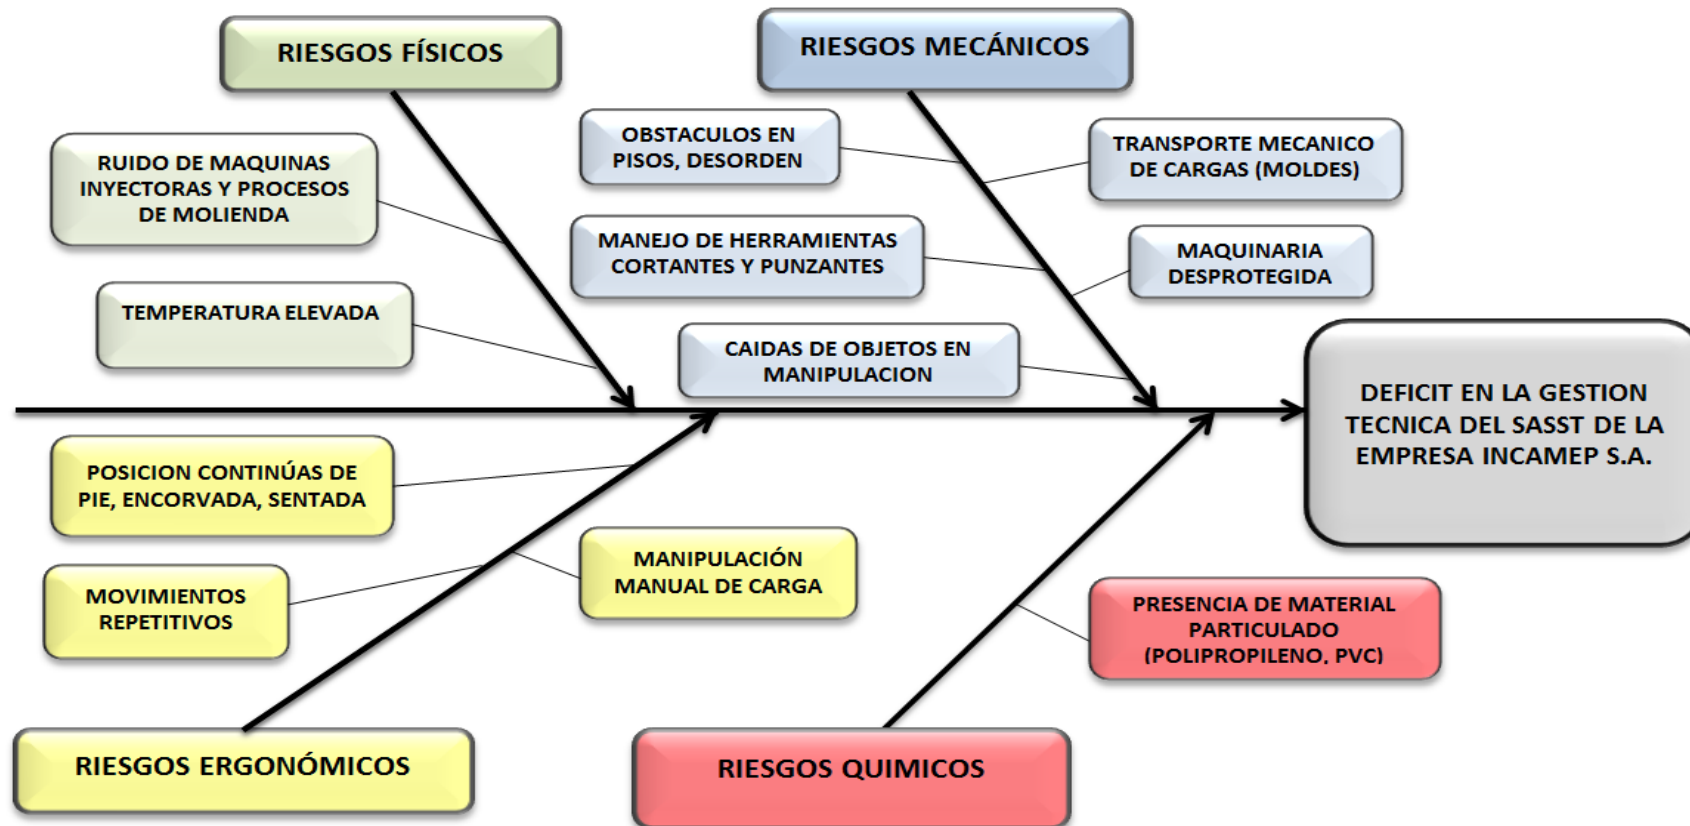 RIESGOS FÍSICOS
RIESGOS MECÁNICOS
RUIDO DE MAQUINAS
INYECTORAS Y PROCESOS
DE MOLIENDA
TEMPERATURA ELEVADA
OBSTACULOS EN
PISOS, DESORDEN
TRANSPORTE MECANICO
DE CARGAS (MOLDES)
MANEJO DE HERRAMIENTAS
CORTANTES Y PUNZANTES
MAQUINARIA
DESPROTEGIDA
CAIDAS DE OBJETOS EN
MANIPULACION
DEFICIT EN LA GESTION
TECNICA DEL SASST DE LA
EMPRESA INCAMEP S.A.
POSICION CONTINÚAS DE
PIE, ENCORVADA, SENTADA
MOVIMIENTOS
REPETITIVOS
MANIPULACIÓN
MANUAL DE CARGA
PRESENCIA DE MATERIAL
PARTICULADO
(POLIPROPILENO, PVC)
RIESGOS ERGONÓMICOS
RIESGOS QUIMICOS